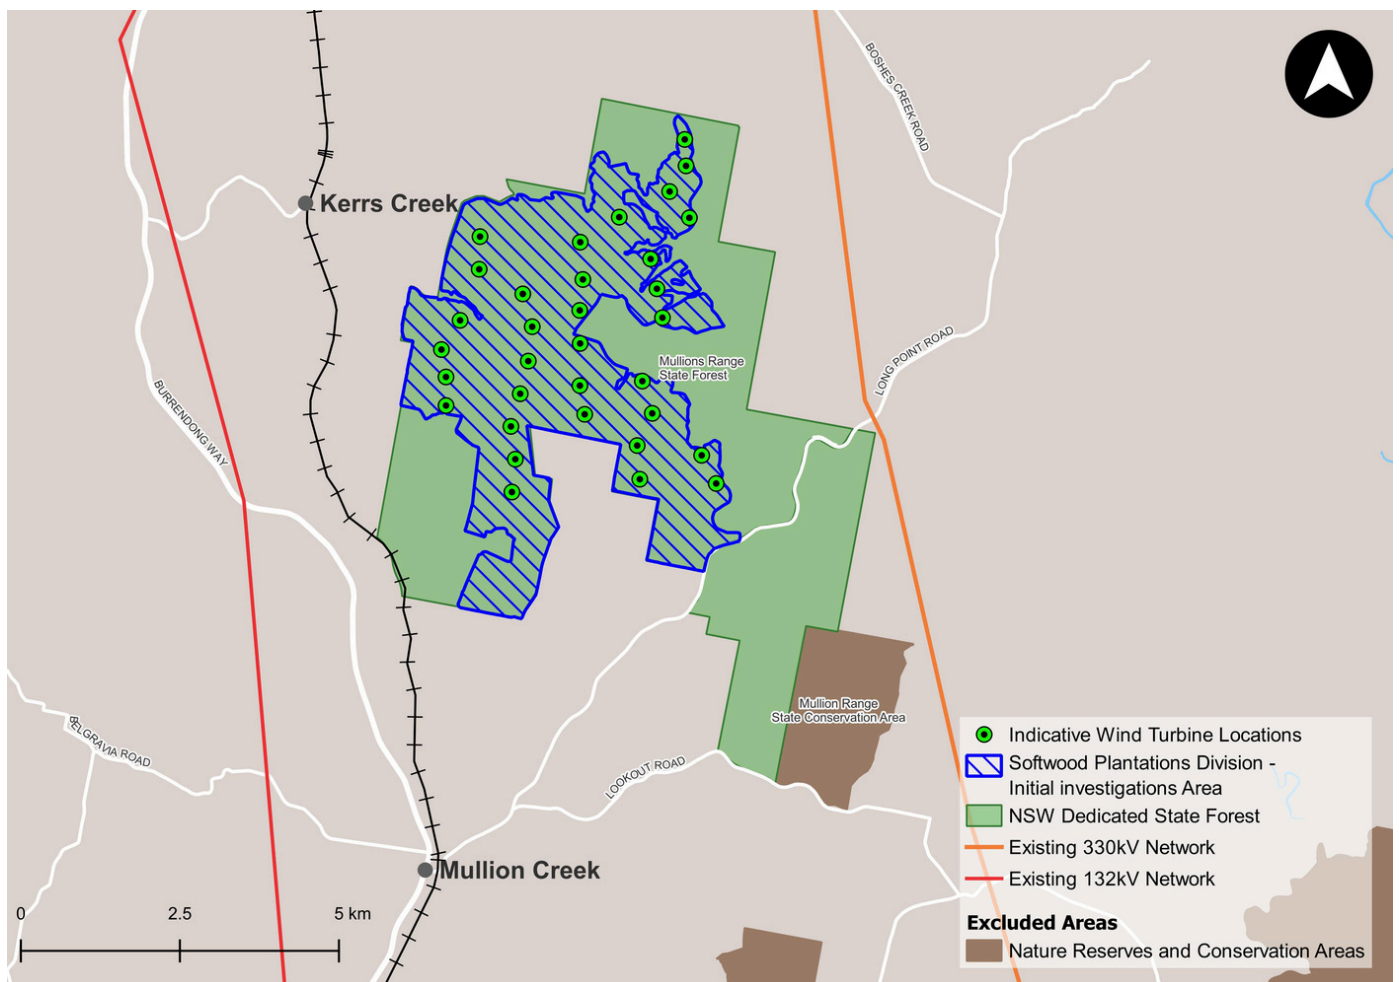 BOSHES CREEK ROAD
Kerrs Creek
LONG POINT ROAD
Mullions Range
State Forest
BURRENDONG WAY
Mullion Range
State Conservation Area
BELGRAVIA ROAD
LOOKOUT ROAD
Mullion Creek
0 2.5 5 km
Indicative Wind Turbine Locations
Softwood Plantations Division -
Initial investigations Area
NSW Dedicated State Forest
Existing 330kV Network
Existing 132kV Network
Excluded Areas
Nature Reserves and Conservation Areas